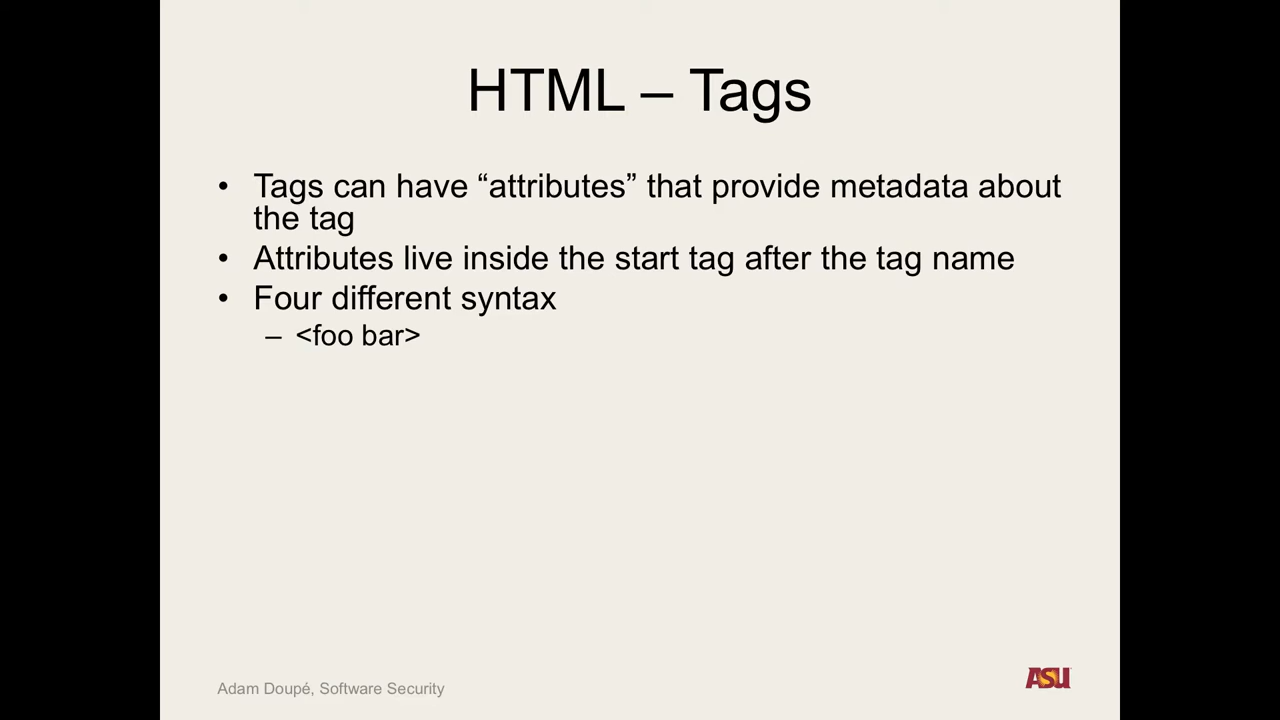 HTML – Tags
• Tags can have “attributes” that provide metadata about
the tag
• Attributes live inside the start tag after the tag name
• Four different syntax
– <foo bar>
Adam Doupé, Software Security
ASU